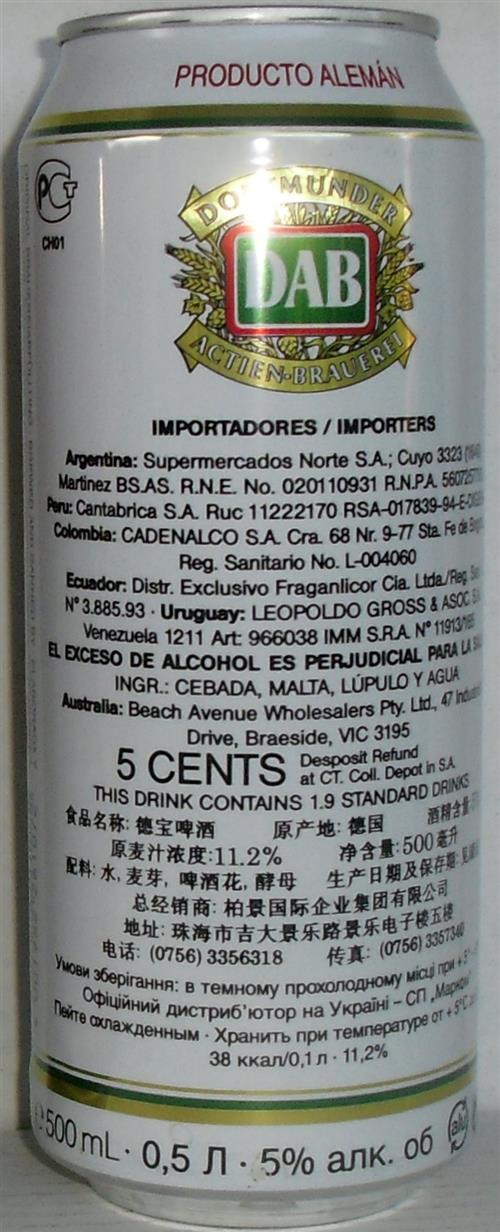 PRODUCTO ALEMÁN
PCT
CH01
DORTMUNDER
DAB
ACTIEN-BRAUEREI
IMPORTADORES / IMPORTERS
Argentina: Supermercados Norte S.A.; Cuyo 3323
Martinez BS.AS. R.N.E. No. 020110931 R.N.P.A.
Peru: Cantabrica S.A. Ruc 11222170 RSA-017839-94-E-
Colombia: CADENALCO S.A. Cra. 68 Nr. 9-77 Sta. Fe de
Reg. Sanitario No. L-004060
Ecuador: Distr. Exclusivo Fraganlicor Cia. Ltda./Reg.
N° 3.885.93 · Uruguay: LEOPOLDO GROSS & ASOC.
Venezuela 1211 Art: 966038 IMM S.R.A. N°
EL EXCESO DE ALCOHOL ES PERJUDICIAL PARA LA
INGR.: CEBADA, MALTA, LÚPULO Y AGUA
Australia: Beach Avenue Wholesalers Pty. Ltd., 47
Drive, Braeside, VIC 3195
5 CENTS Desposit Refund
at CT. Coll. Depot in S.A.
THIS DRINK CONTAINS 1.9 STANDARD DRINKS
食品名称: 德宝啤酒 原产地: 德国 酒精含量
原麦汁浓度:11.2% 净含量:500毫升
配料: 水, 麦芽, 啤酒花, 酵母 生产日期及保存期:
总经销商: 柏景国际企业集团有限公司
地址: 珠海市吉大景乐路景乐电子楼五楼
电话: (0756) 3356318 传真: (0756) 3357340
Умови зберігання: в темному прохолодному місці при + 5°
Офіційний дистриб'ютор на Україні – СП
Пейте охлажденным · Хранить при температуре от + 5°C
38 ккал/0,1 л · 11,2%
℮ 500 mL · 0,5 Л · 5% алк. об
alu